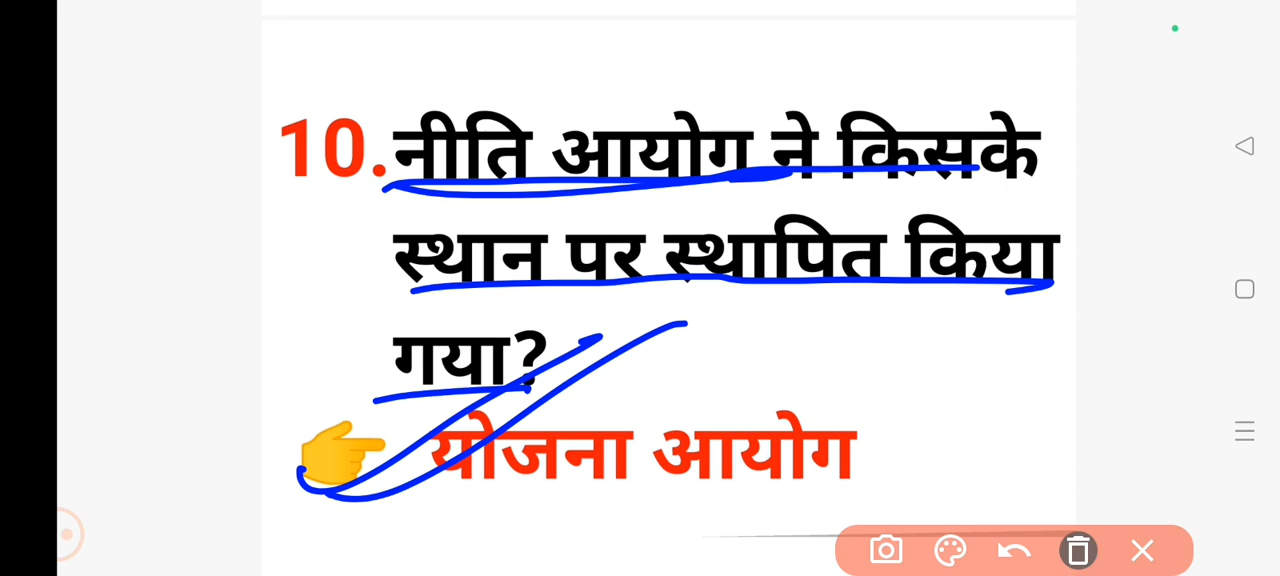 10. नीति आयोग ने किसके
स्थान पर स्थापित किया
गया?
👉 योजना आयोग